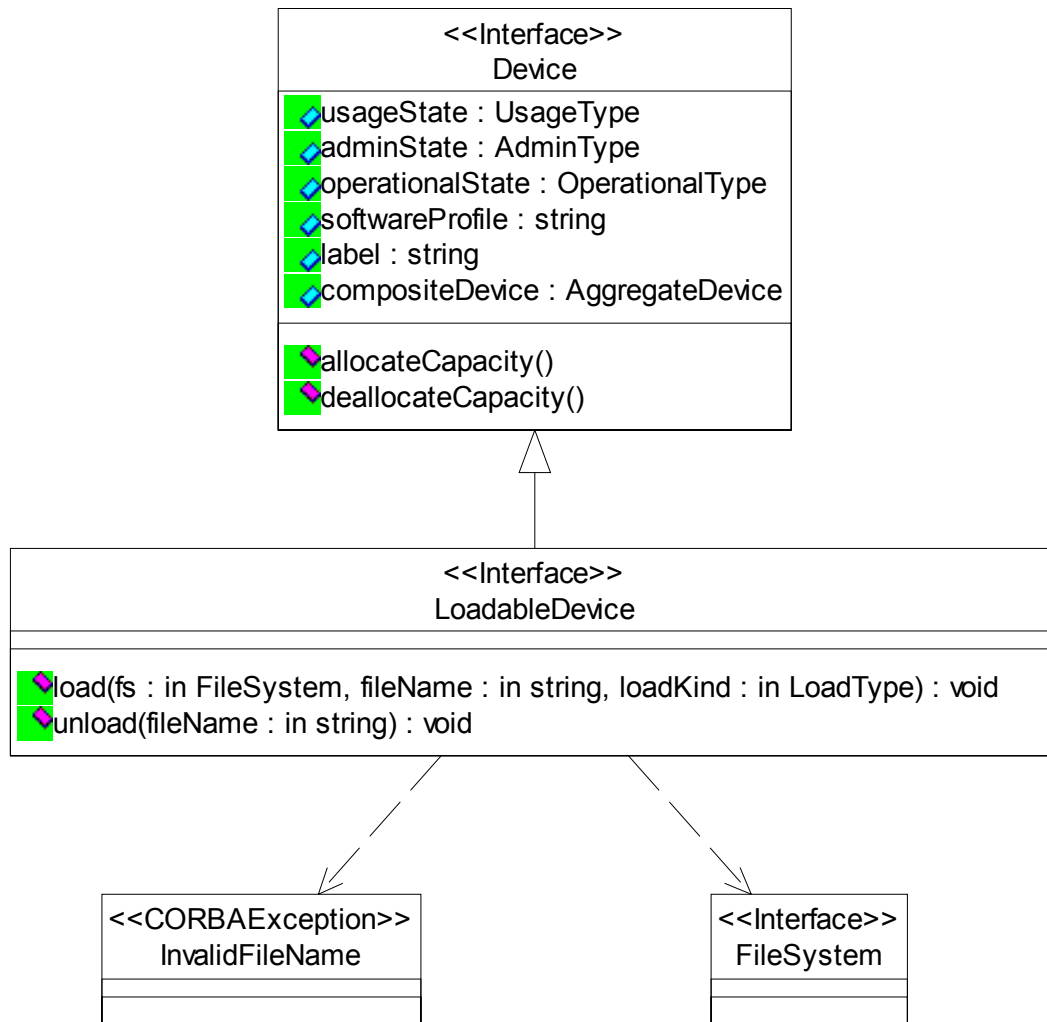 <<Interface>>
Device
usageState : UsageType
adminState : AdminType
operationalState : OperationalType
softwareProfile : string
label : string
compositeDevice : AggregateDevice
allocateCapacity()
deallocateCapacity()
<<Interface>>
LoadableDevice
load(fs : in FileSystem, fileName : in string, loadKind : in LoadType) : void
unload(fileName : in string) : void
<<CORBAException>>
InvalidFileName
<<Interface>>
FileSystem